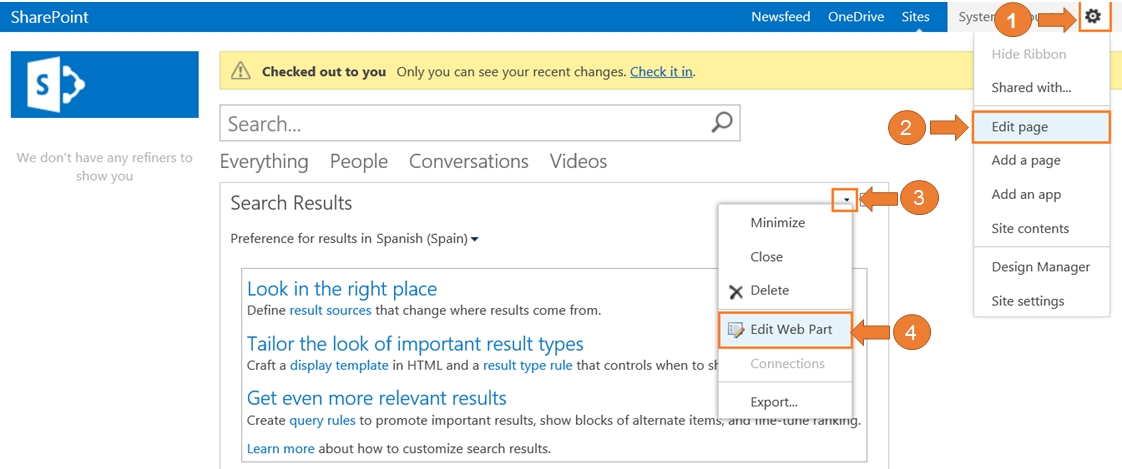 SharePoint
Newsfeed OneDrive Sites
1
Hide Ribbon
Shared with...
2
Edit page
Add a page
Add an app
Site contents
Design Manager
Site settings
S
Checked out to you Only you can see your recent changes. Check it in.
We don't have any refiners to
show you
Search...
Everything People Conversations Videos
Search Results
3
Preference for results in Spanish (Spain)
Minimize
Close
Delete
Edit Web Part
4
Connections
Export...
Look in the right place
Define result sources that change where results come from.
Tailor the look of important result types
Craft a display template in HTML and a result type rule that controls when to
Get even more relevant results
Create query rules to promote important results, show blocks of alternate items, and fine-tune ranking.
Learn more about how to customize search results.